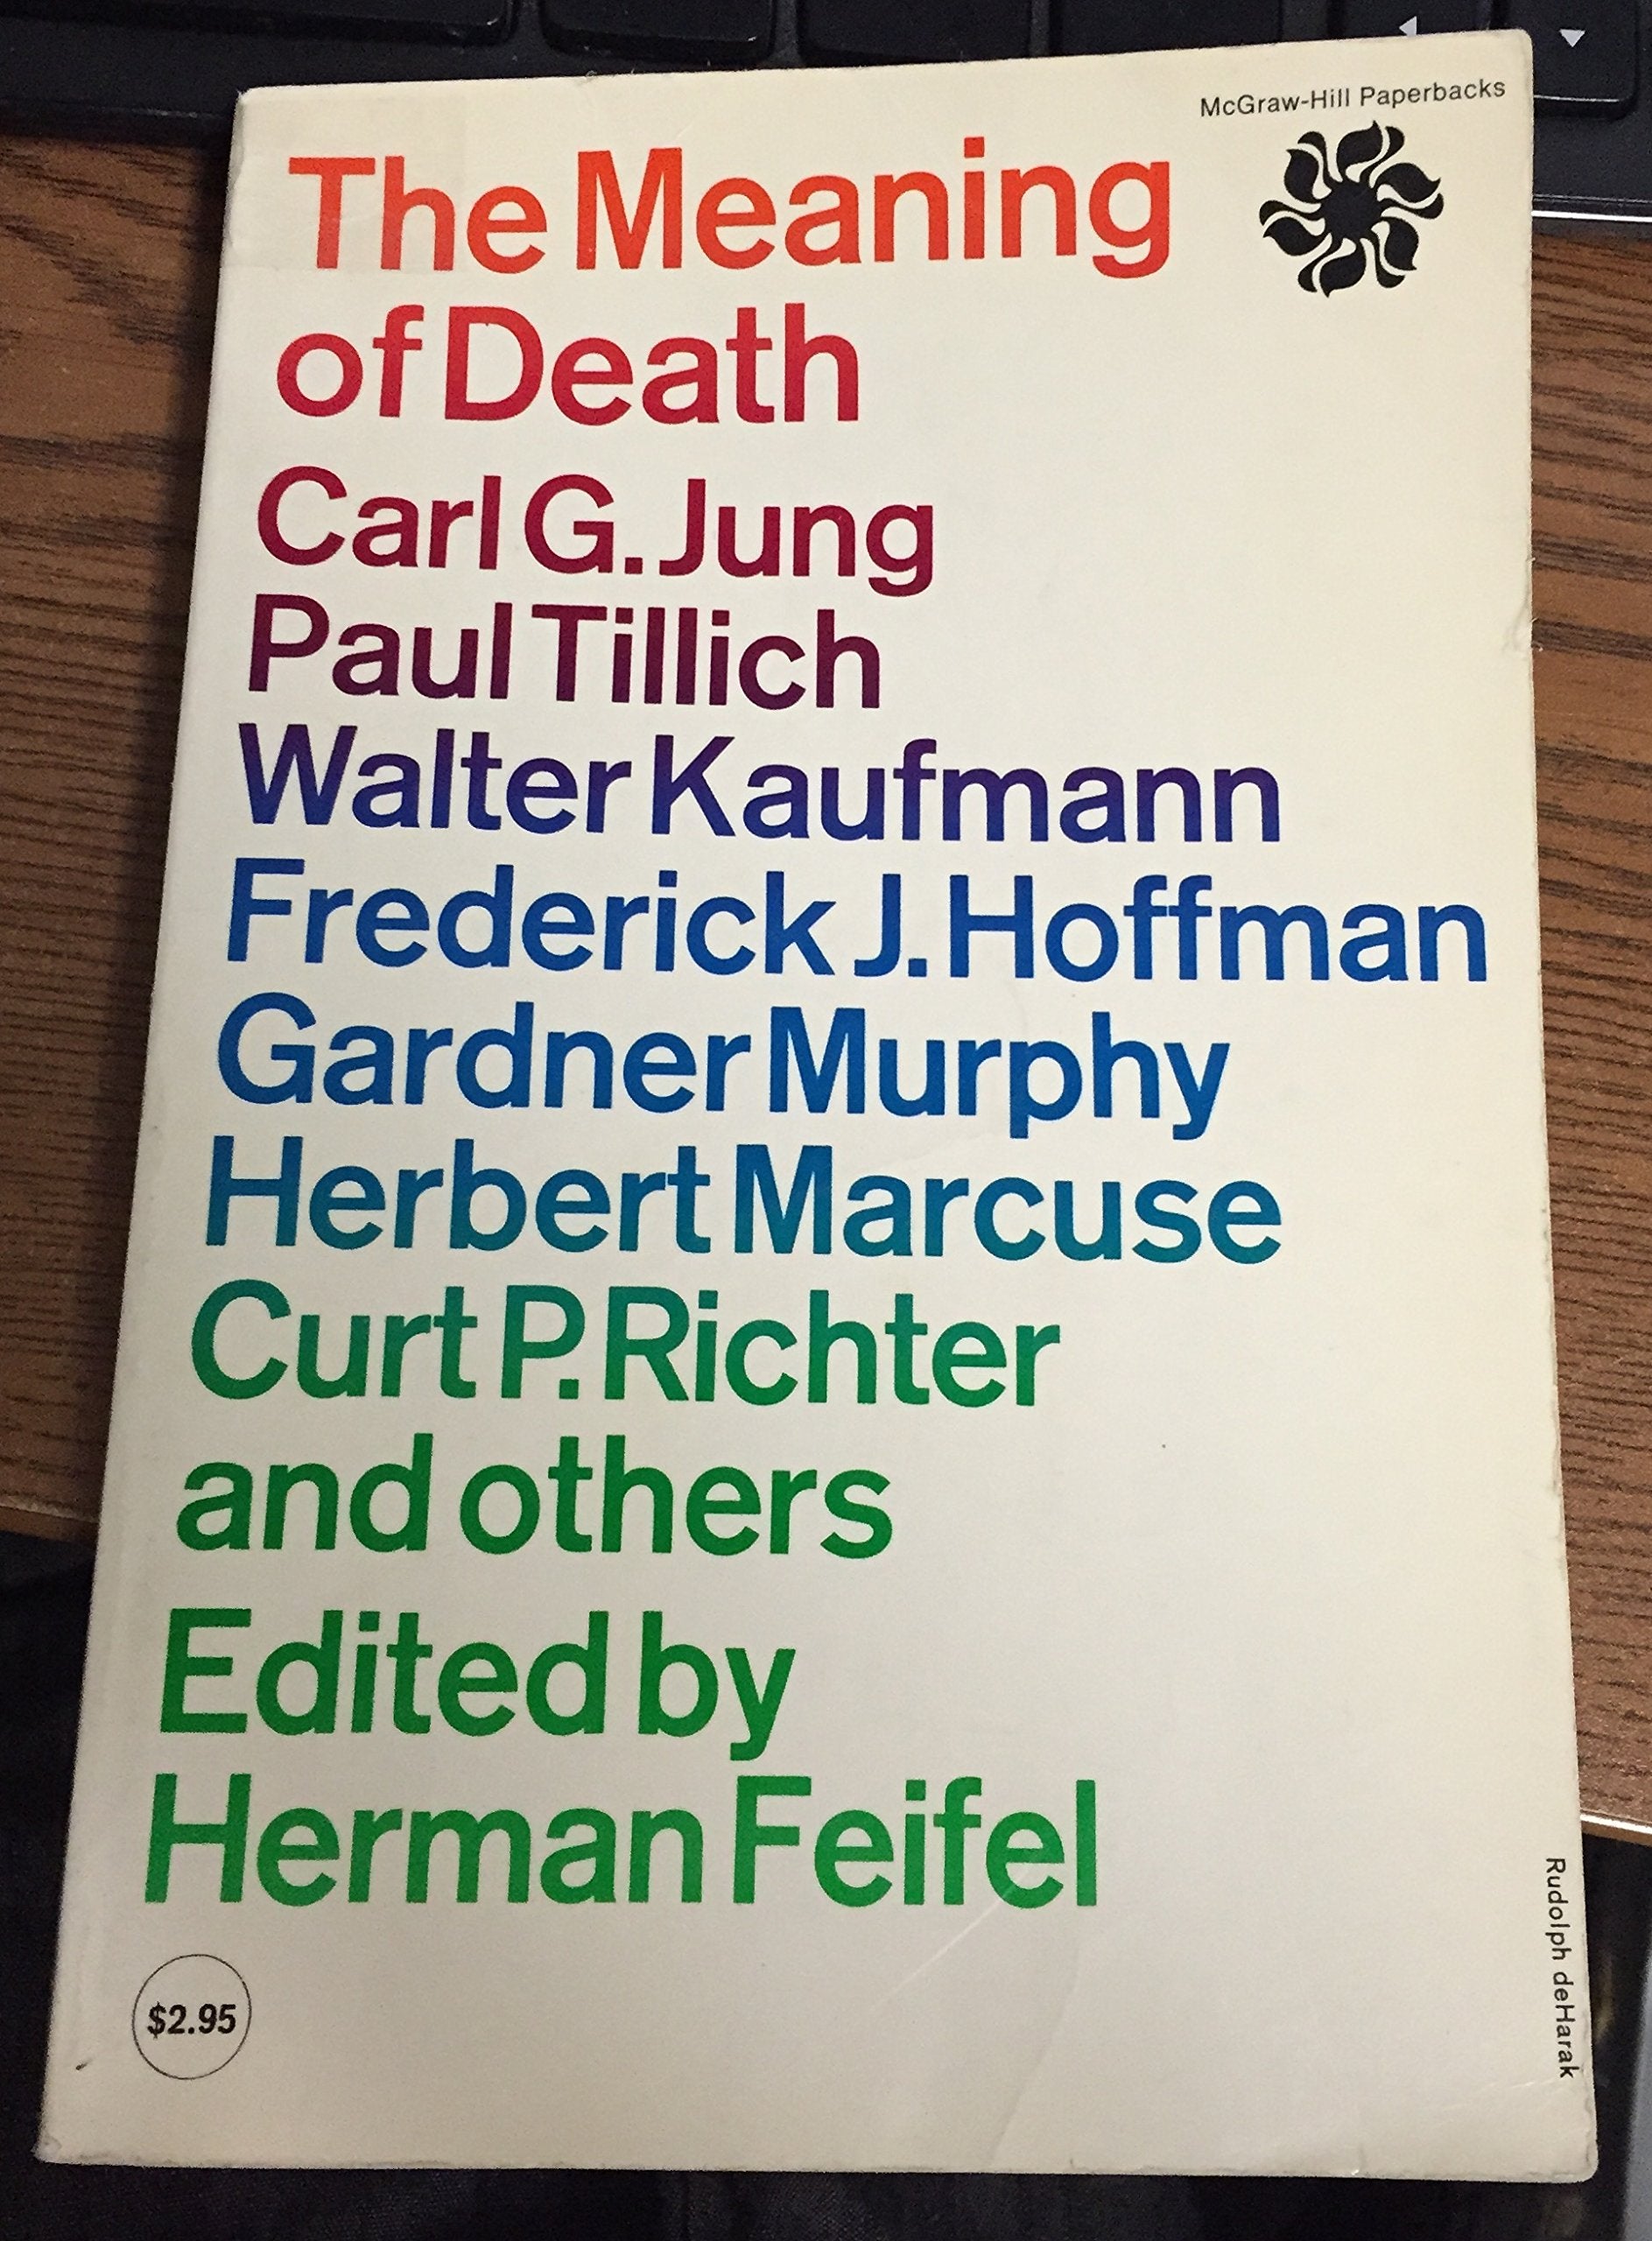 McGraw-Hill Paperbacks
The Meaning
of Death
Carl G. Jung
Paul Tillich
Walter Kaufmann
Frederick J. Hoffman
Gardner Murphy
Herbert Marcuse
Curt P. Richter
and others
Edited by
Herman Feifel
$2.95
Rudolph deHarak